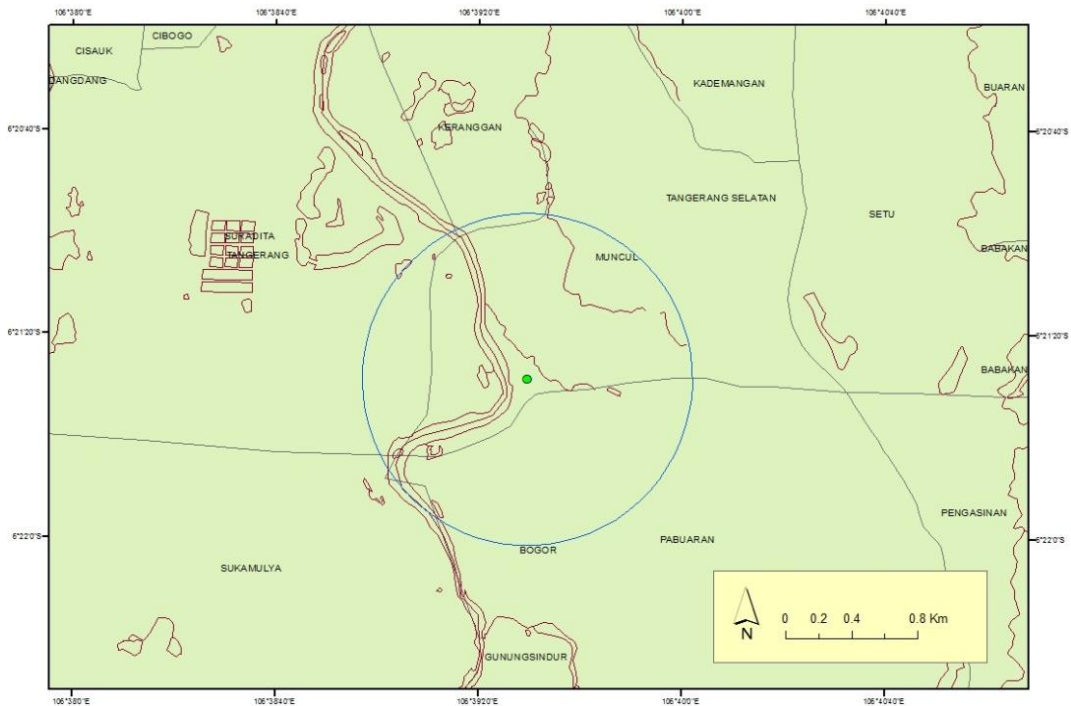 106°38'0"E 106°38'40"E 106°39'20"E 106°40'0"E 106°40'40"E
CIBOGO
CISAUK
DANGDANG
KADEMANGAN
BUARAN
6°20'40"S
KERANGGAN
6°20'40"S
TANGERANG SELATAN
SETU
SURADITA
BABAKAN
TANGERANG
MUNCUL
6°21'20"S
6°21'20"S
BABAKAN
PENGASINAN
6°22'0"S
6°22'0"S
BOGOR
PABUARAN
SUKAMULYA
0 0.2 0.4 0.8 Km
N
GUNUNGSINDUR
106°38'0"E 106°38'40"E 106°39'20"E 106°40'0"E 106°40'40"E